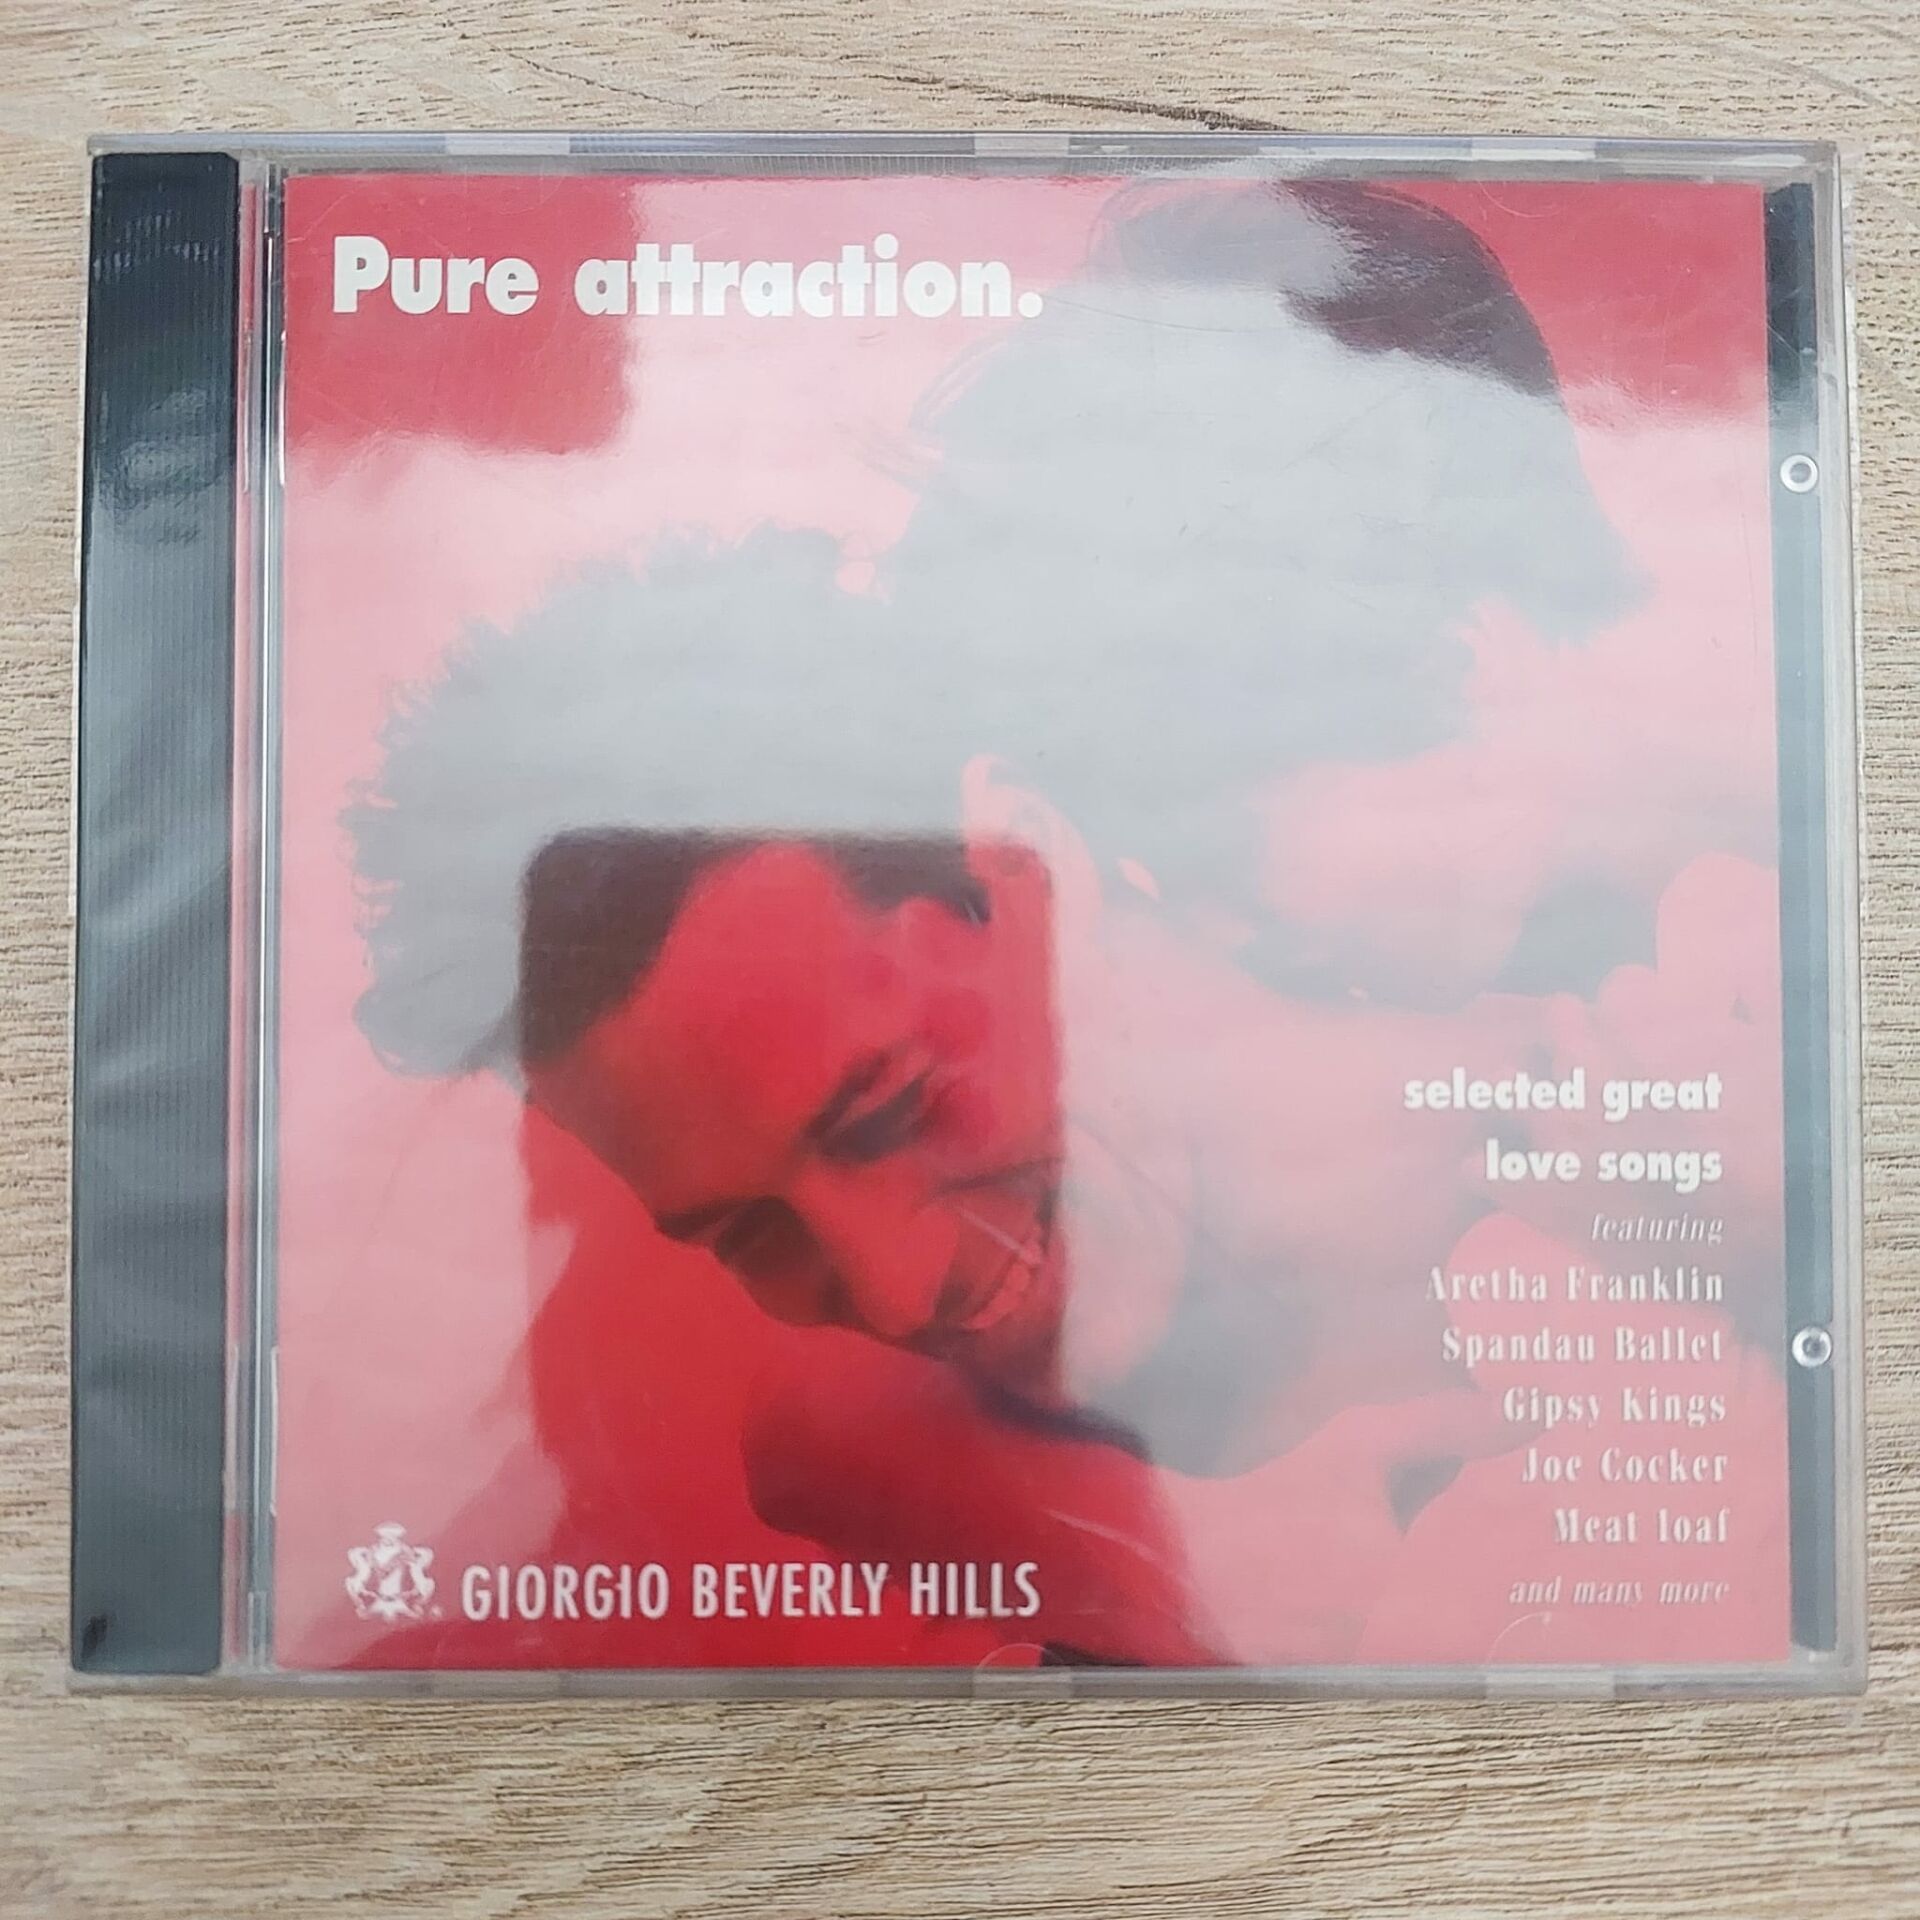 Pure attraction.
selected great
love songs
featuring
Aretha Franklin
Spandau Ballet
Gipsy Kings
Joe Cocker
Meat loaf
and many more
GIORGIO BEVERLY HILLS